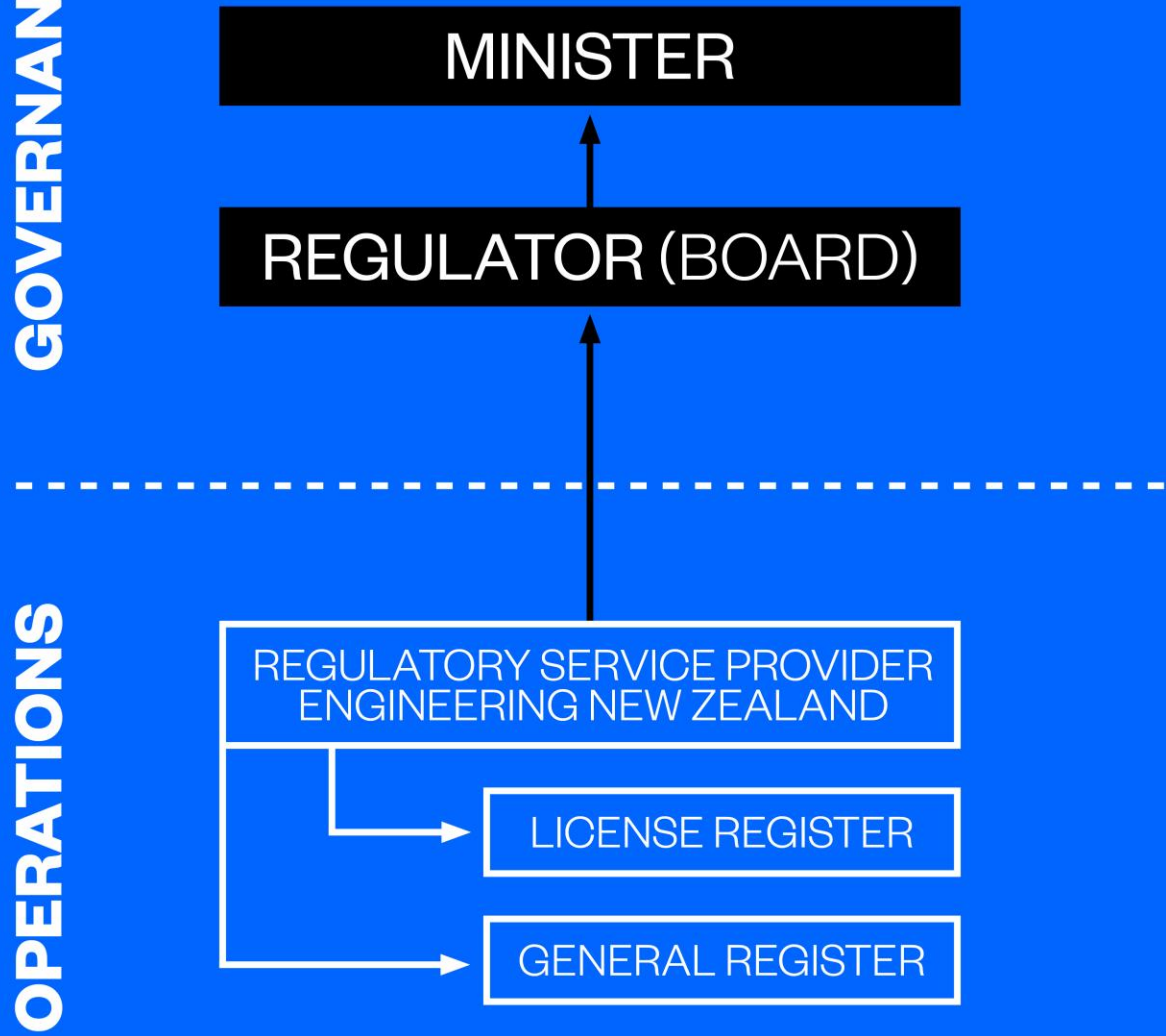 GOVERNAN
MINISTER
REGULATOR (BOARD)
OPERATIONS
REGULATORY SERVICE PROVIDER
ENGINEERING NEW ZEALAND
LICENSE REGISTER
GENERAL REGISTER